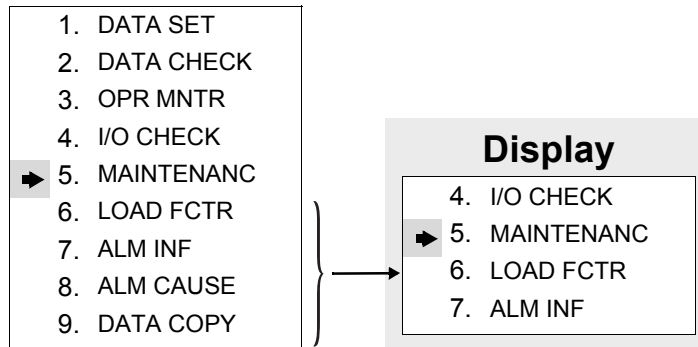 1. DATA SET
2. DATA CHECK
3. OPR MNTR
4. I/O CHECK
5. MAINTENANC
6. LOAD FCTR
7. ALM INF
8. ALM CAUSE
9. DATA COPY
Display
4. I/O CHECK
5. MAINTENANC
6. LOAD FCTR
7. ALM INF